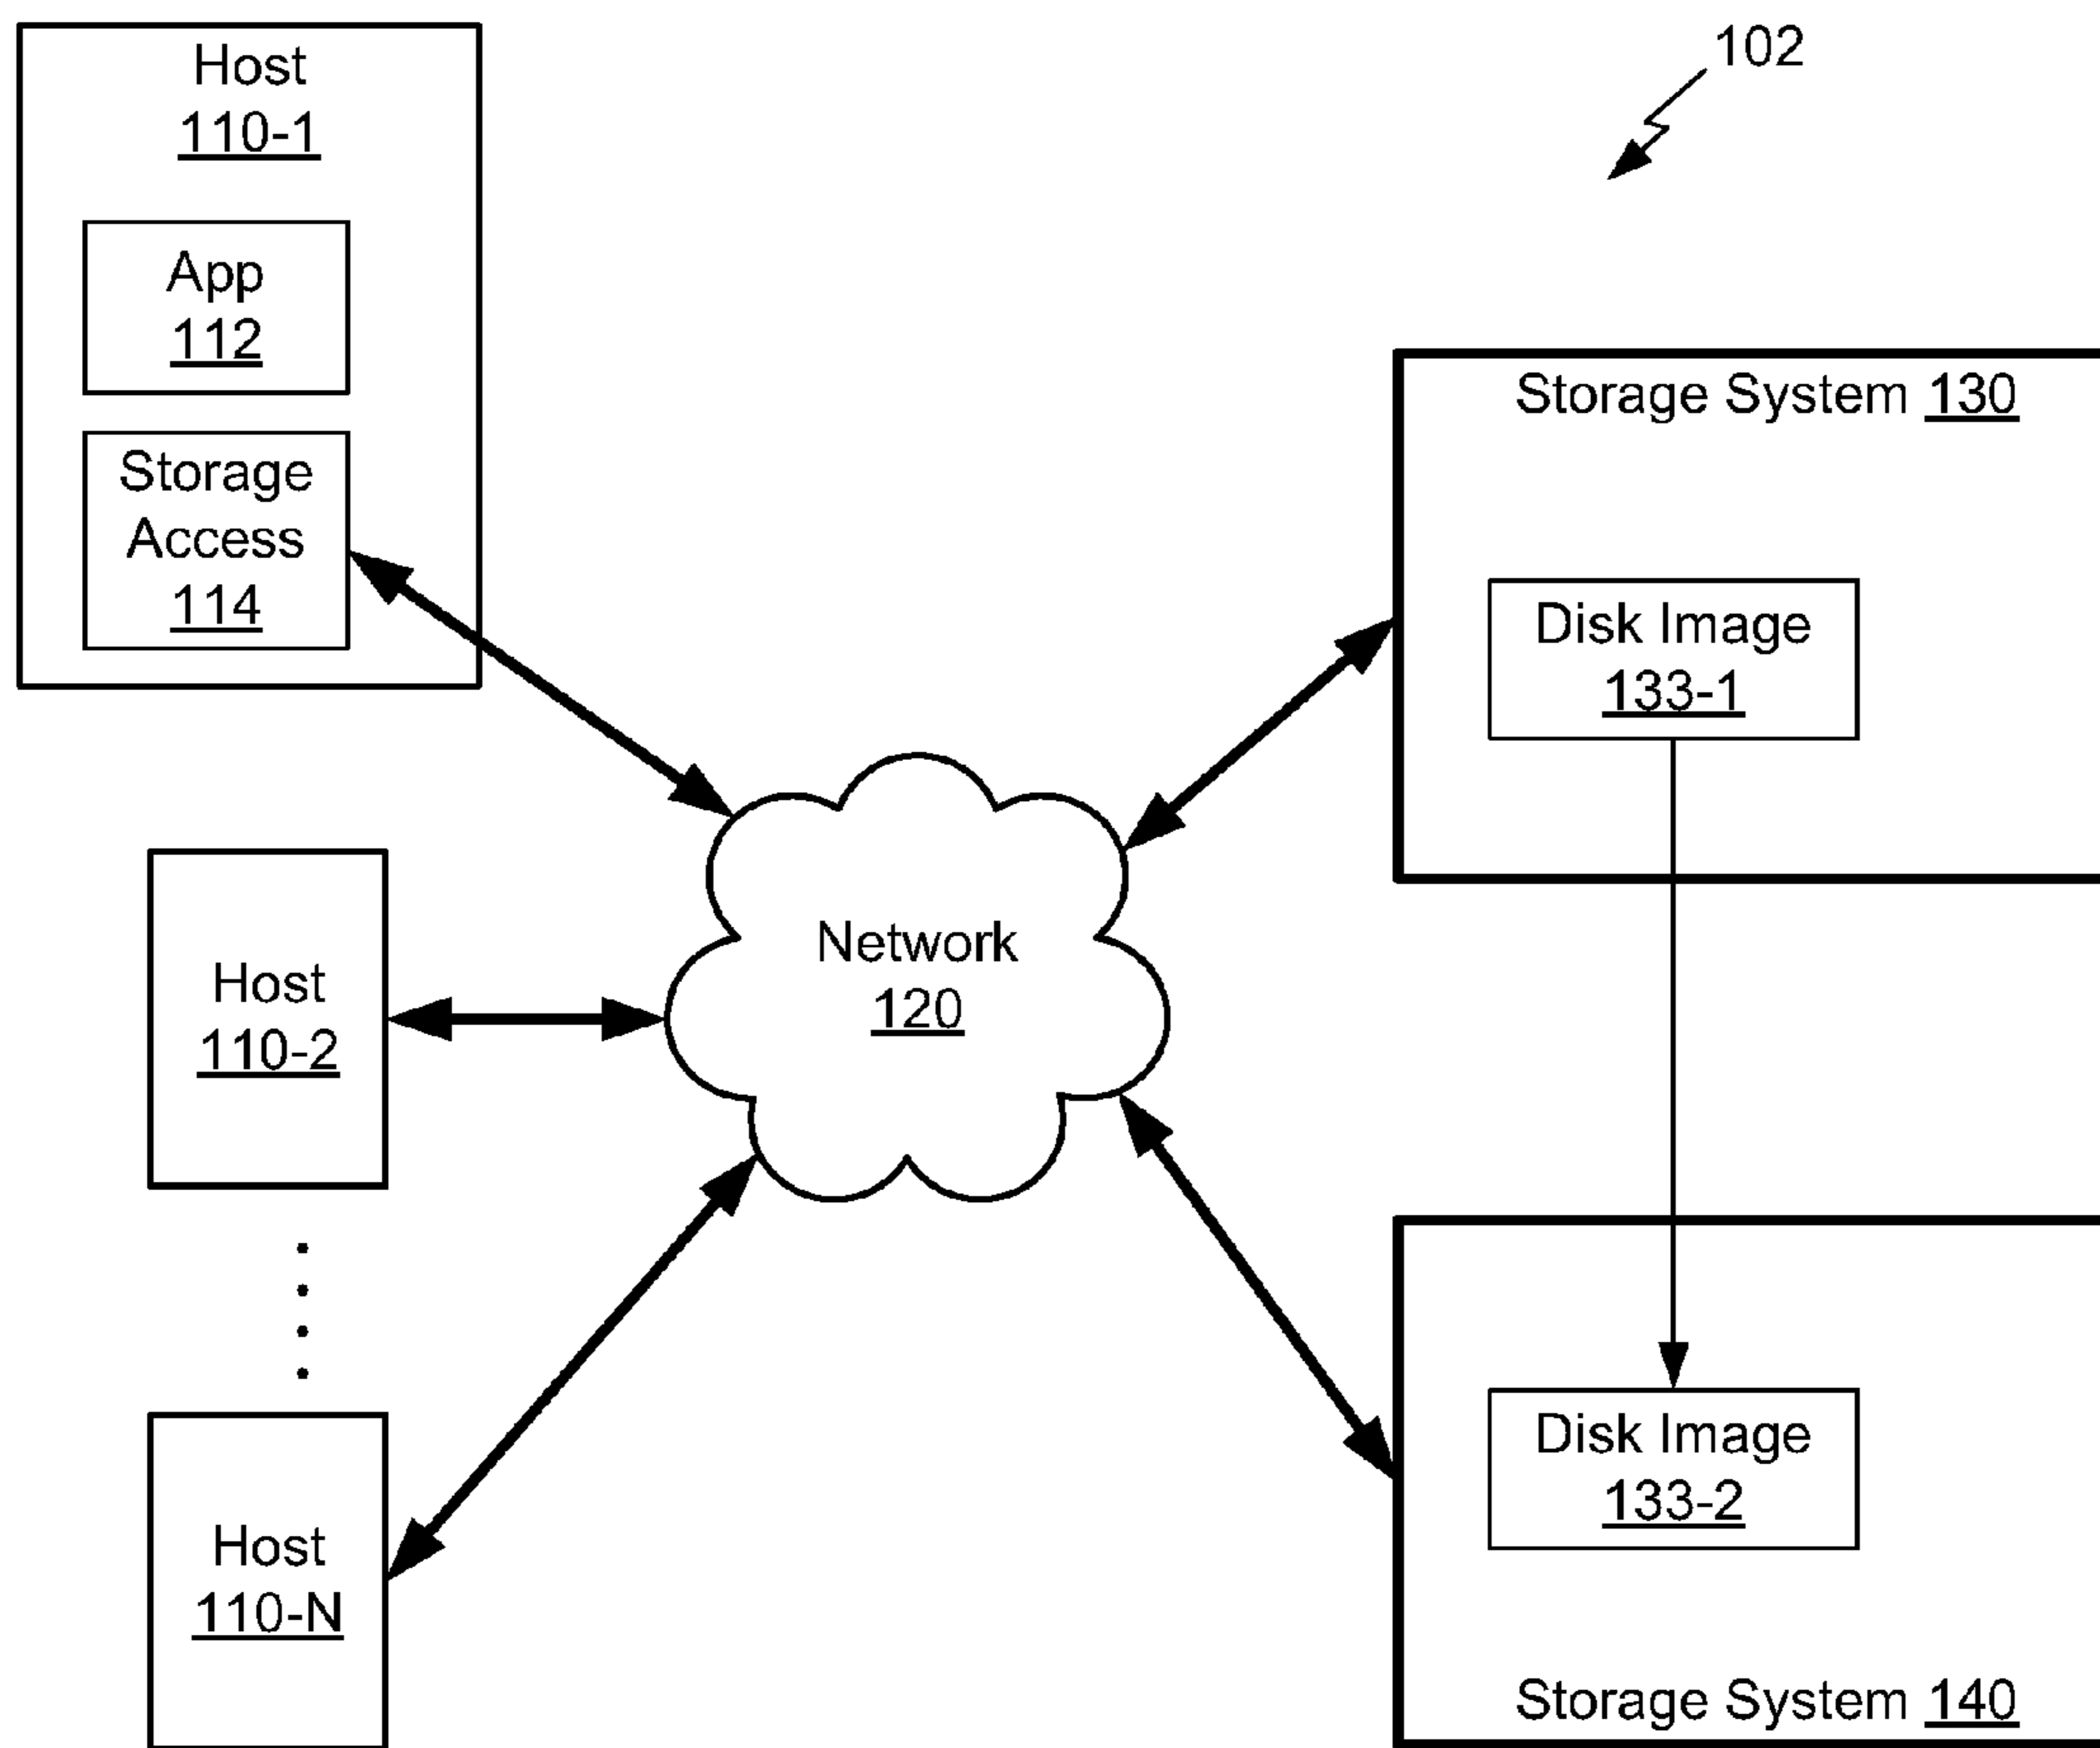 Host
110-1
App
112
Storage
Access
114
102
Storage System 130
Disk Image
133-1
Network
120
Host
110-2
Host
110-N
Disk Image
133-2
Storage System 140